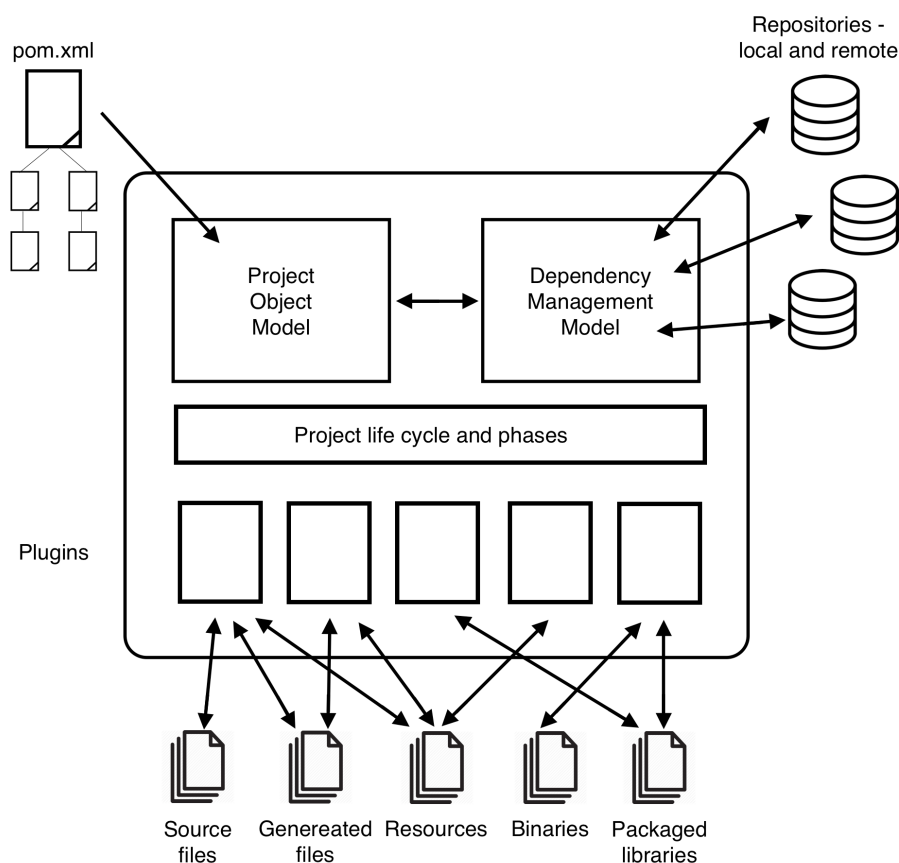 pom.xml
Repositories -
local and remote
Project
Object
Model
Dependency
Management
Model
Project life cycle and phases
Plugins
Source
files
Genereated
files
Resources
Binaries
Packaged
libraries